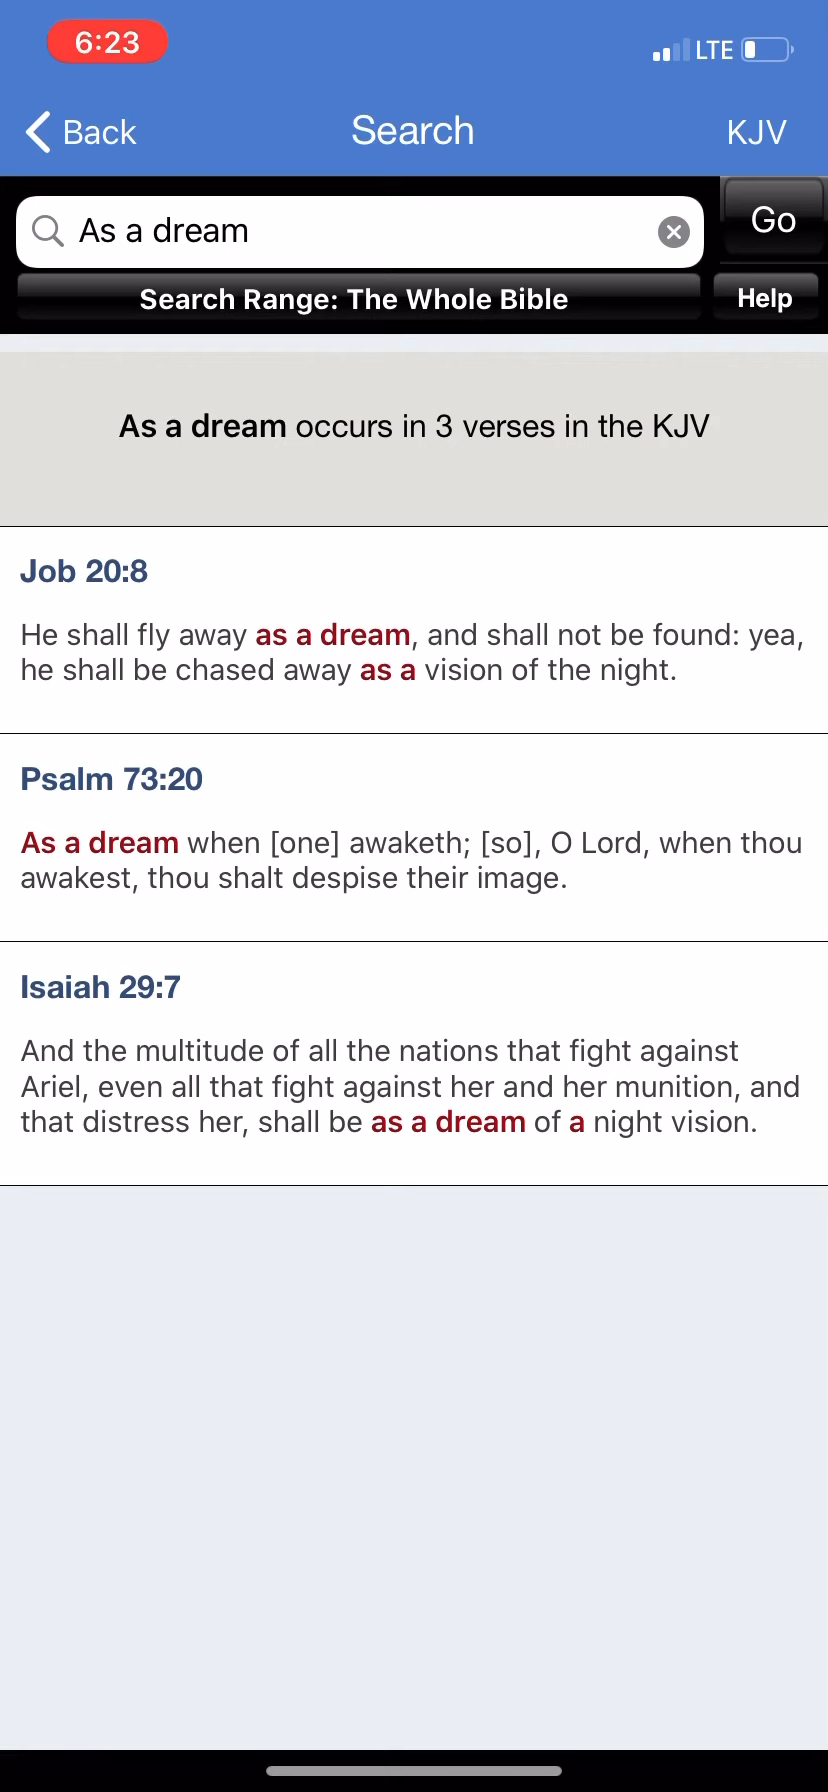 6:23
LTE
Back
Search
KJV
As a dream
Go
Search Range: The Whole Bible
Help
As a dream occurs in 3 verses in the KJV
Job 20:8
He shall fly away as a dream, and shall not be found: yea,
he shall be chased away as a vision of the night.
Psalm 73:20
As a dream when [one] awaketh; [so], O Lord, when thou
awakest, thou shalt despise their image.
Isaiah 29:7
And the multitude of all the nations that fight against
Ariel, even all that fight against her and her munition, and
that distress her, shall be as a dream of a night vision.